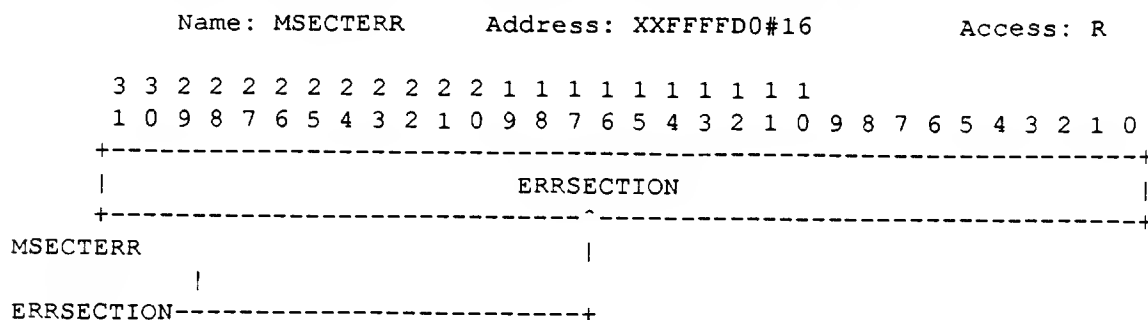 Name: MSECTERR Address: XXFFFFD0#16 Access: R
3 3 2 2 2 2 2 2 2 2 2 2 1 1 1 1 1 1 1 1 1 1
1 0 9 8 7 6 5 4 3 2 1 0 9 8 7 6 5 4 3 2 1 0 9 8 7 6 5 4 3 2 1 0
+----------------------------------------------------------------+
| ERRSECTION |
+-----------------------------^----------------------------------+
MSECTERR |
|
ERRSECTION--------------------------+